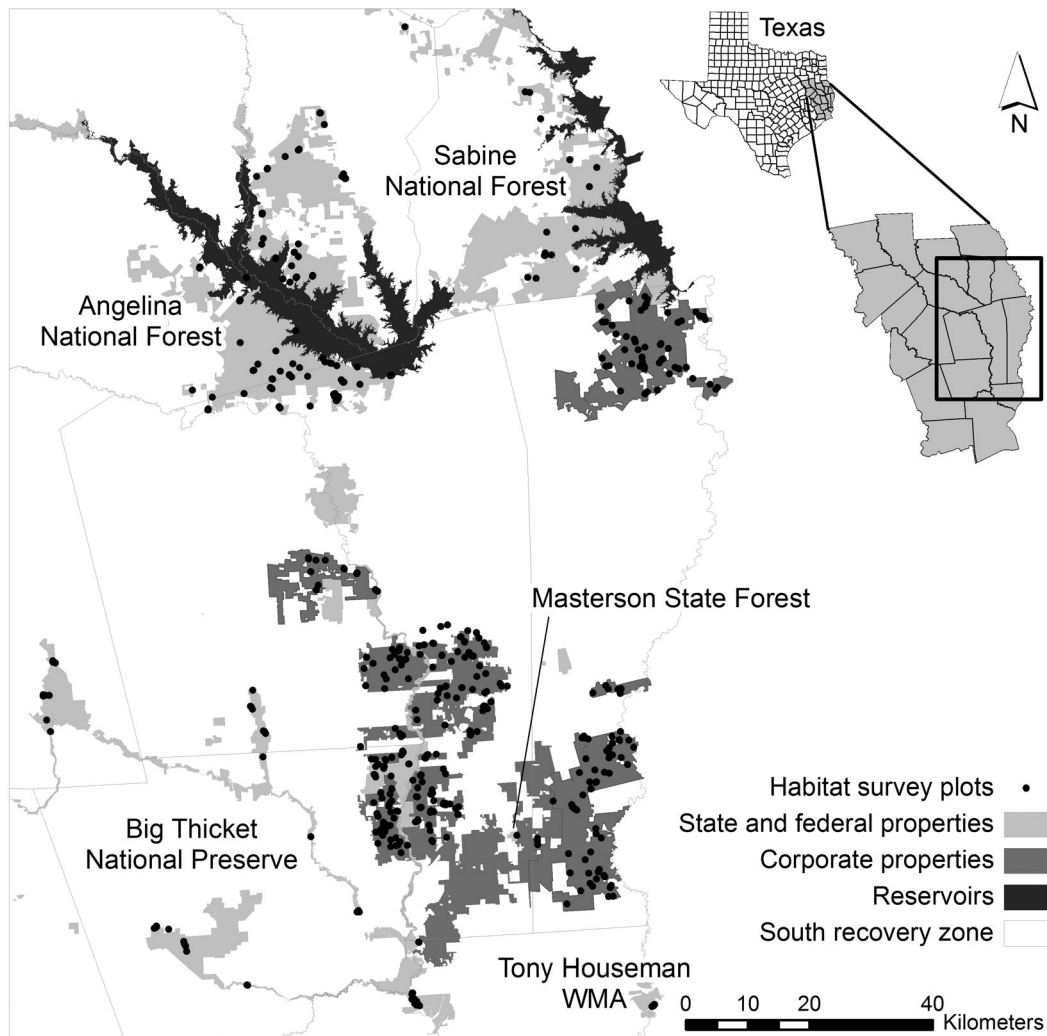 Texas
N
Sabine
National Forest
Angelina
National Forest
Masterson State Forest
Big Thicket
National Preserve
Tony Houseman
WMA
Habitat survey plots
State and federal properties
Corporate properties
Reservoirs
South recovery zone
0 10 20 40
Kilometers